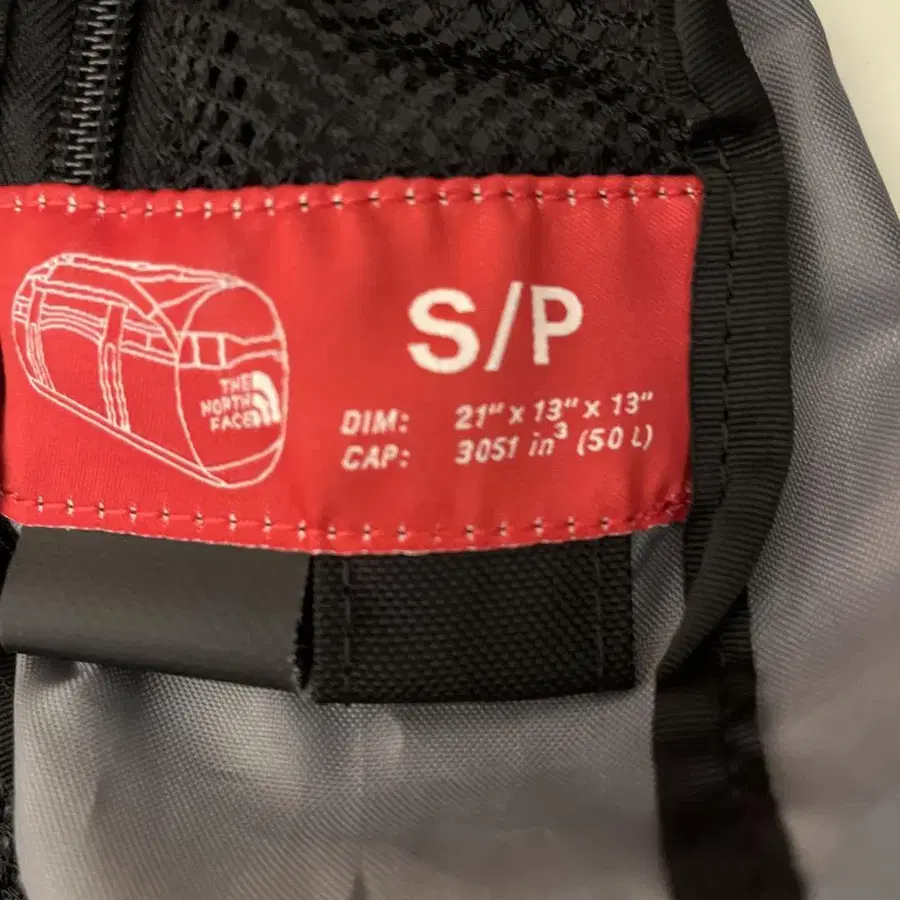 THE
NORTH
FACE
S/P
DIM: 21" x 13" x 13"
CAP: 3051 in³ (50 L)